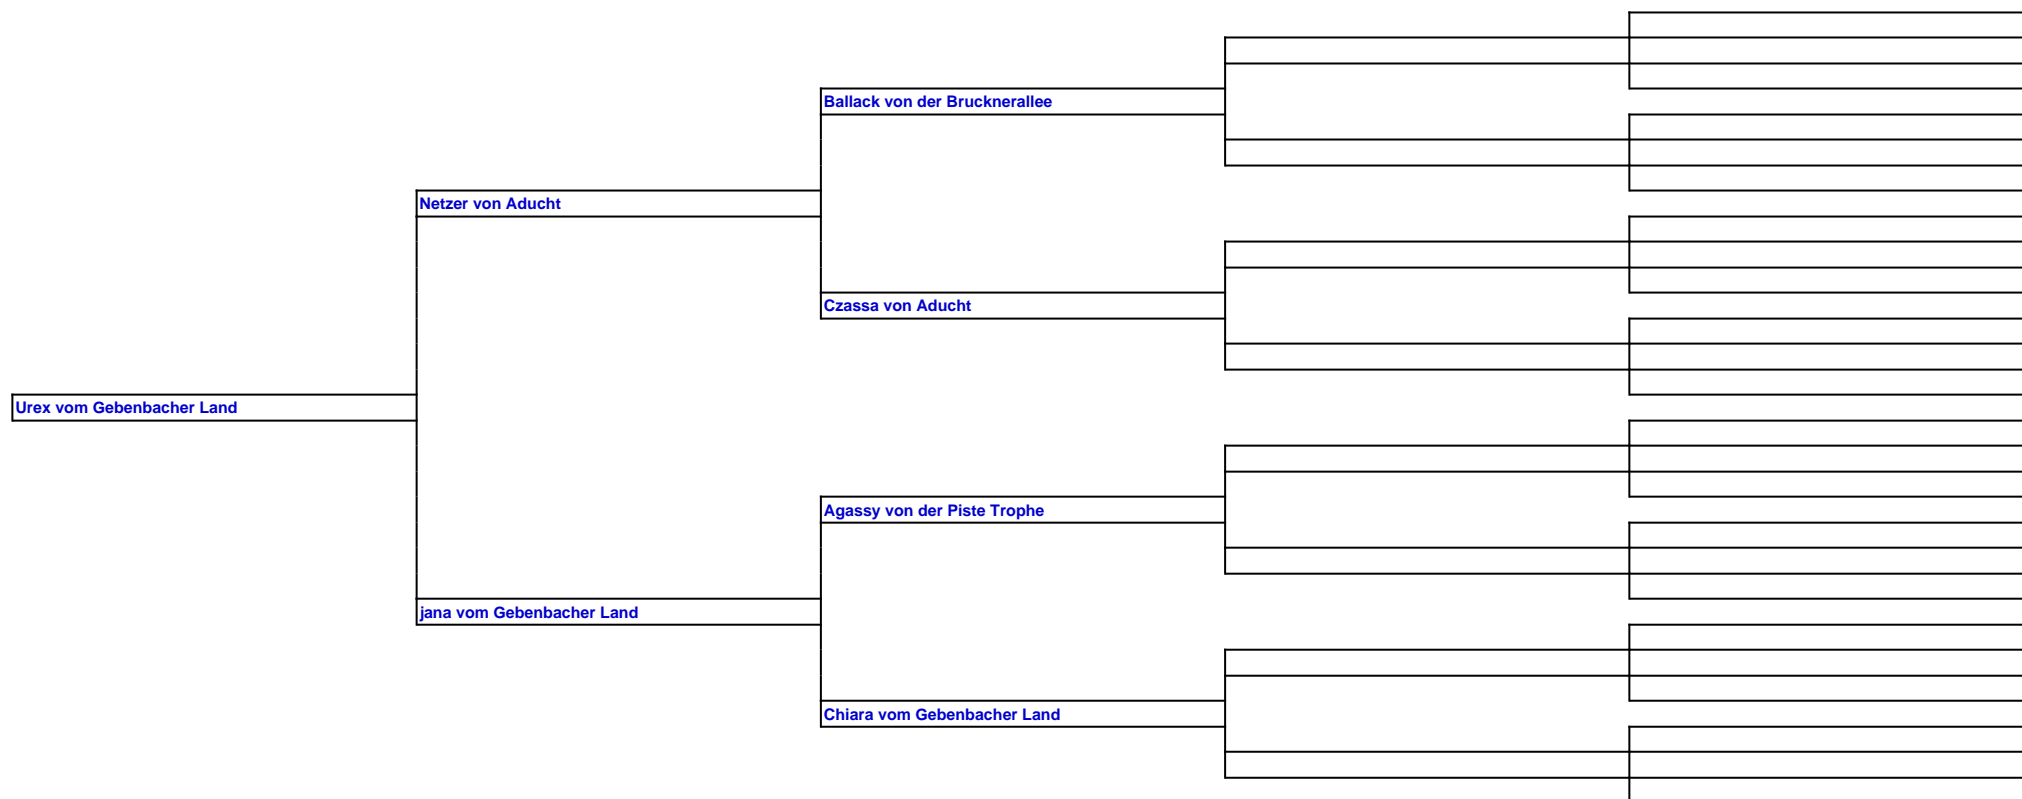 Ballack von der Brucknerallee
Netzer von Aducht
Czassa von Aducht
Urex vom Gebenbacher Land
Agassy von der Piste Trophe
jana vom Gebenbacher Land
Chiara vom Gebenbacher Land